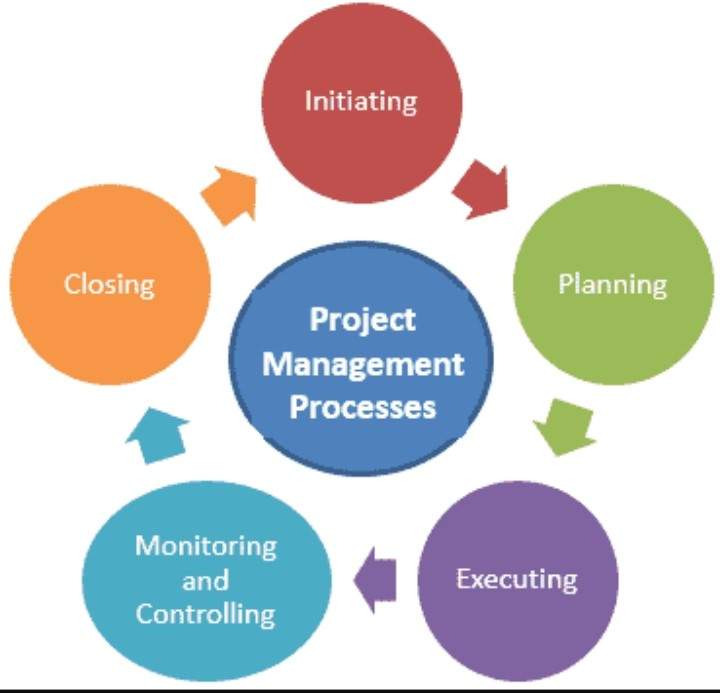 Initiating
Planning
Executing
Monitoring
and
Controlling
Closing
Project
Management
Processes